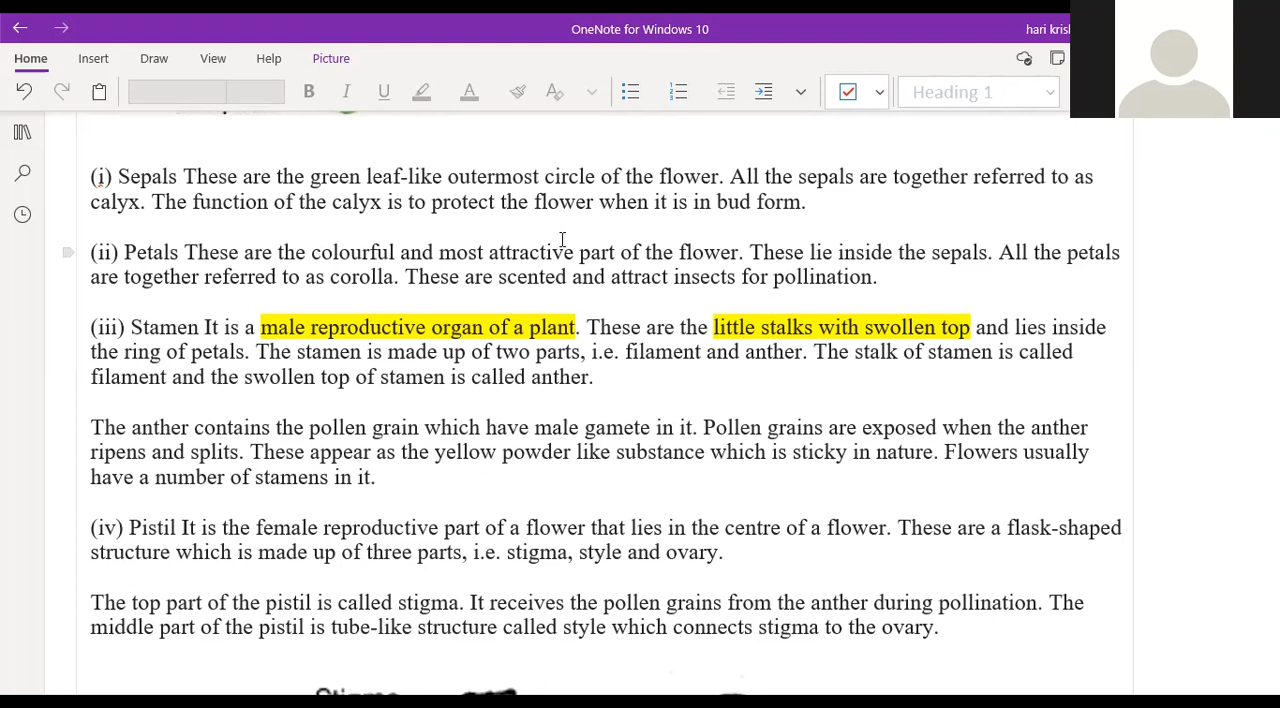 OneNote for Windows 10
hari krish
Home Insert Draw View Help Picture
B I U A Heading 1
(i) Sepals These are the green leaf-like outermost circle of the flower. All the sepals are together referred to as
calyx. The function of the calyx is to protect the flower when it is in bud form.
(ii) Petals These are the colourful and most attractive part of the flower. These lie inside the sepals. All the petals
are together referred to as corolla. These are scented and attract insects for pollination.
(iii) Stamen It is a male reproductive organ of a plant. These are the little stalks with swollen top and lies inside
the ring of petals. The stamen is made up of two parts, i.e. filament and anther. The stalk of stamen is called
filament and the swollen top of stamen is called anther.
The anther contains the pollen grain which have male gamete in it. Pollen grains are exposed when the anther
ripens and splits. These appear as the yellow powder like substance which is sticky in nature. Flowers usually
have a number of stamens in it.
(iv) Pistil It is the female reproductive part of a flower that lies in the centre of a flower. These are a flask-shaped
structure which is made up of three parts, i.e. stigma, style and ovary.
The top part of the pistil is called stigma. It receives the pollen grains from the anther during pollination. The
middle part of the pistil is tube-like structure called style which connects stigma to the ovary.